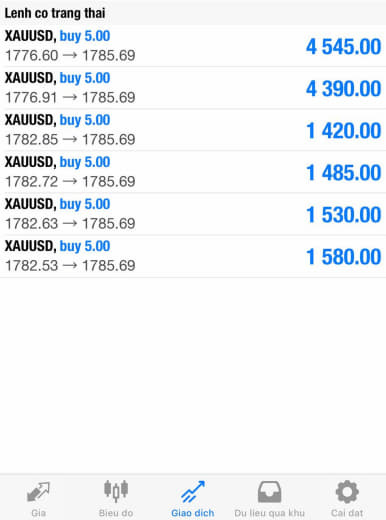 Lenh co trang thai
XAUUSD, buy 5.00
1776.60 → 1785.69
4 545.00
XAUUSD, buy 5.00
1776.91 → 1785.69
4 390.00
XAUUSD, buy 5.00
1782.85 → 1785.69
1 420.00
XAUUSD, buy 5.00
1782.72 → 1785.69
1 485.00
XAUUSD, buy 5.00
1782.63 → 1785.69
1 530.00
XAUUSD, buy 5.00
1782.53 → 1785.69
1 580.00
Gia
Bieu do
Giao dich
Du lieu qua khu
Cai dat